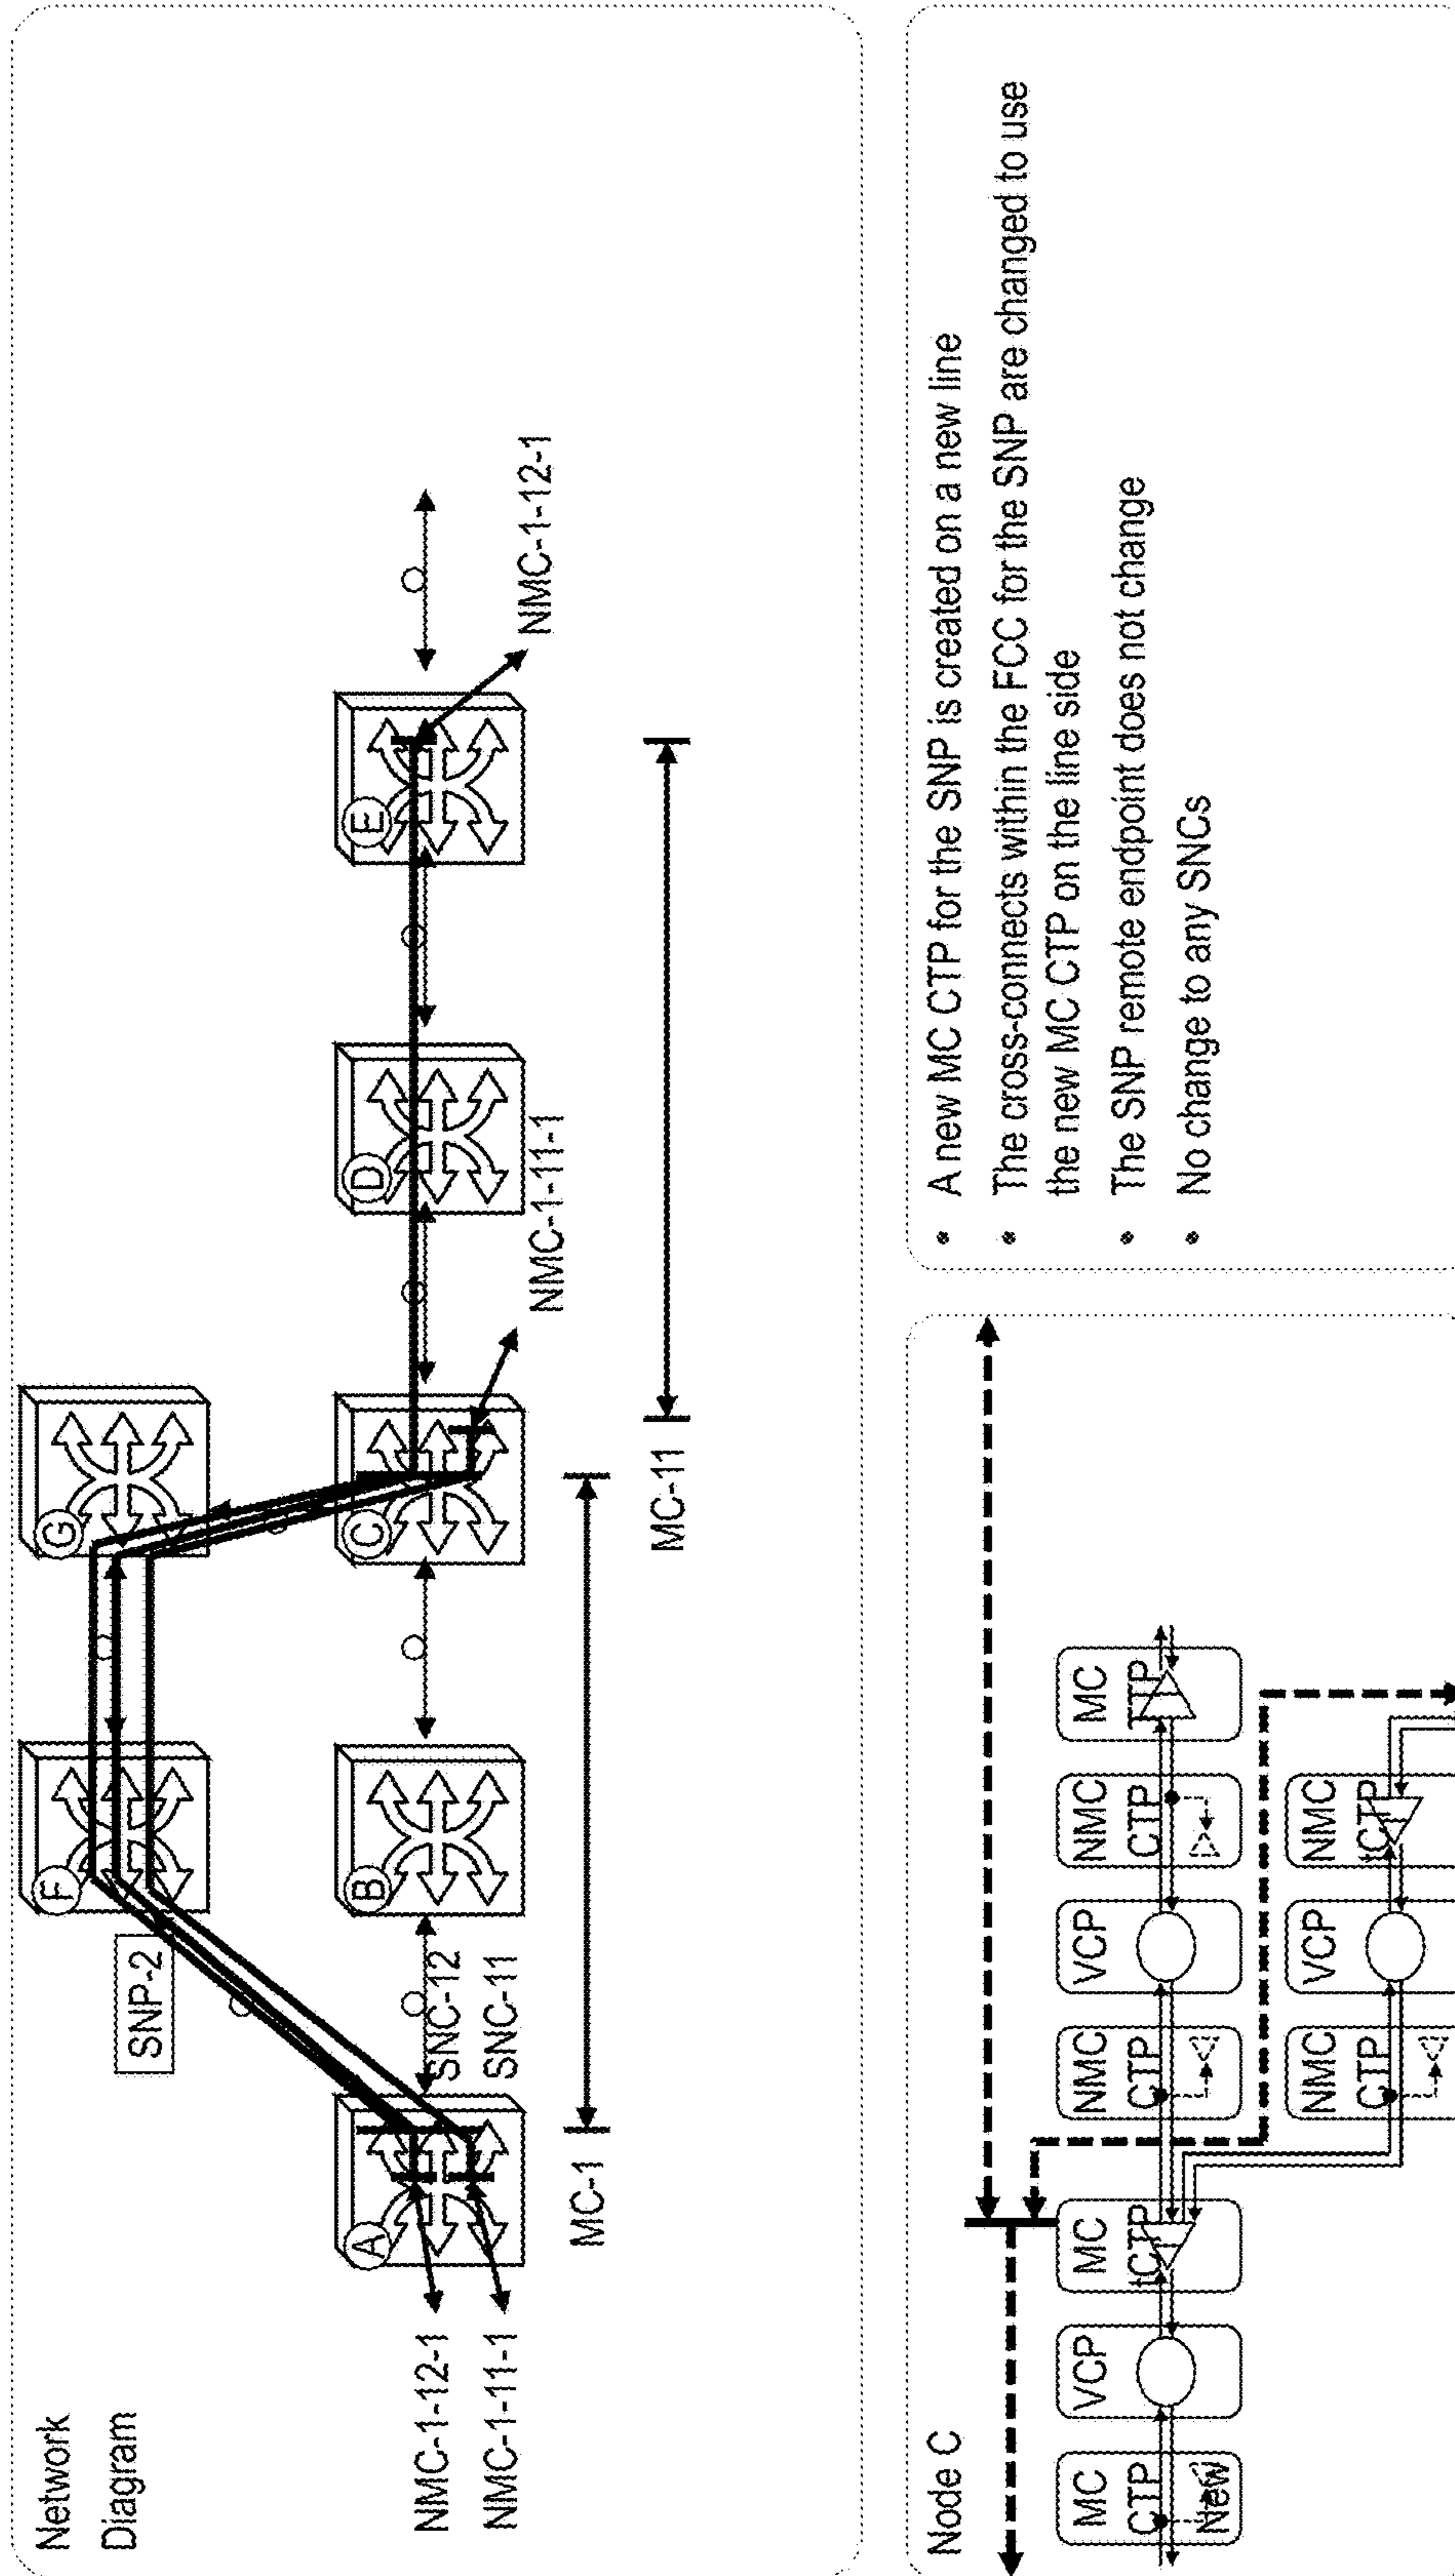 Network
Diagram
F
G
SNP-2
A
B
C
D
E
SNC-12
SNC-11
NMC-1-12-1
NMC-1-11-1
NMC-1-11-1
NMC-1-12-1
MC-1
MC-11
Node C
MC
CTP
New
VCP
MC
tCTP
NMC
CTP
VCP
NMC
CTP
MC
TTP
NMC
CTP
VCP
NMC
tCTP
• A new MC CTP for the SNP is created on a new line
• The cross-connects within the FCC for the SNP are changed to use
the new MC CTP on the line side
• The SNP remote endpoint does not change
• No change to any SNCs